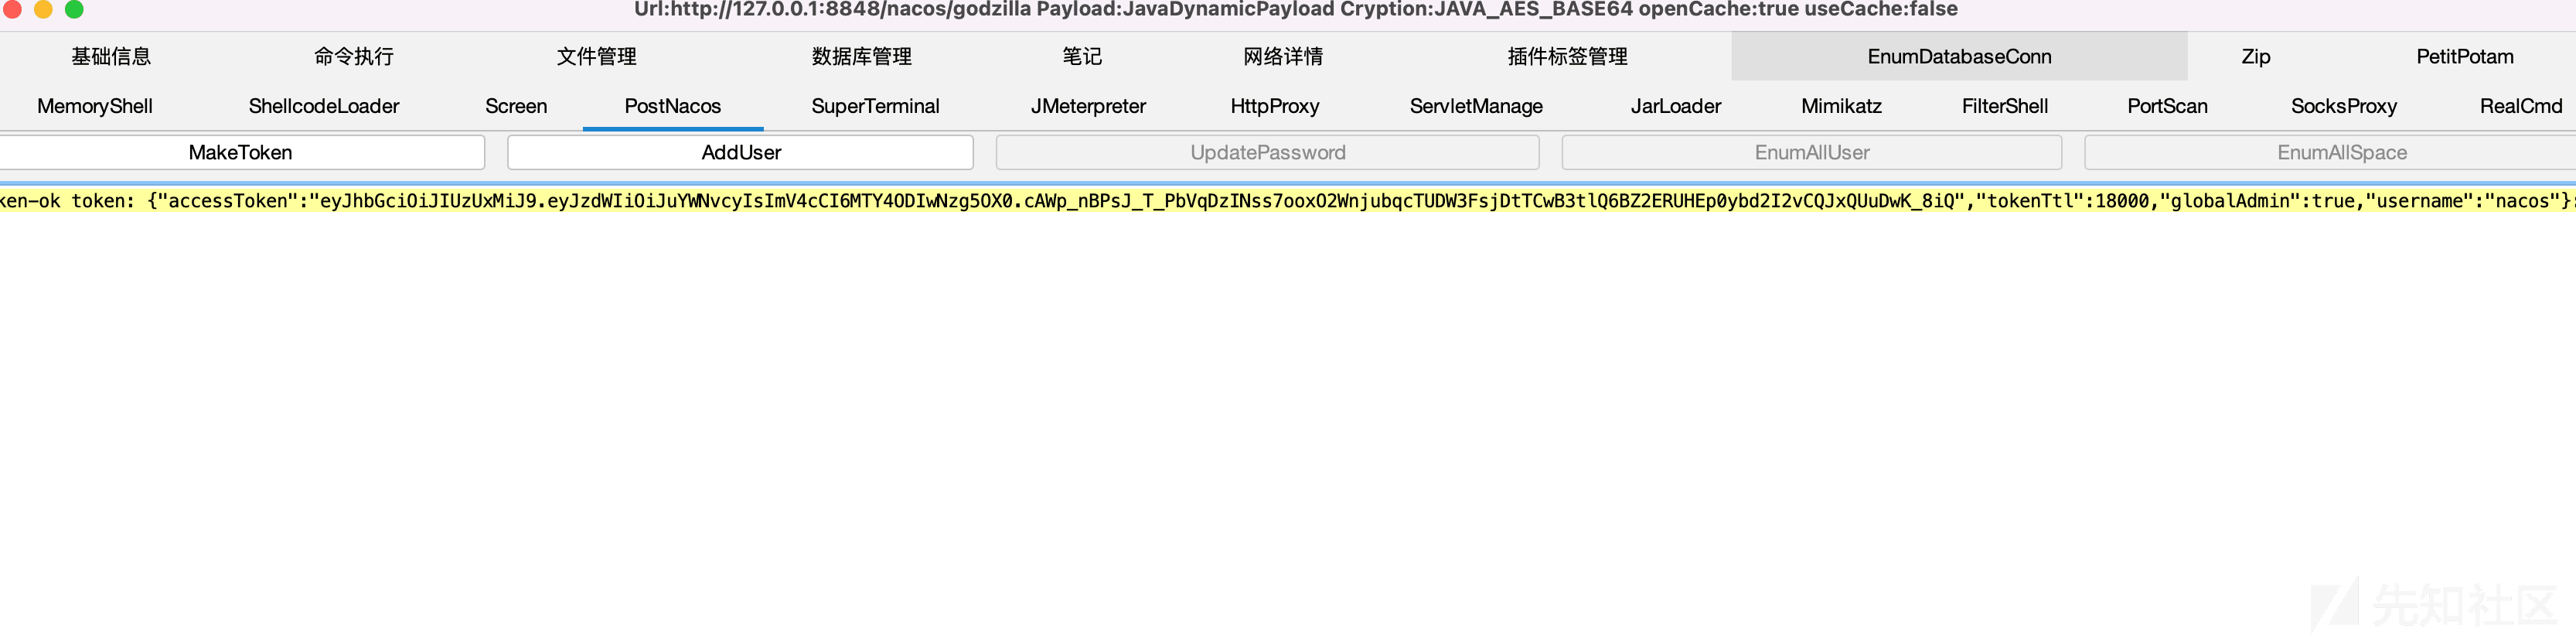 Url:http://127.0.0.1:8848/nacos/godzilla Payload:JavaDynamicPayload Cryption:JAVA_AES_BASE64 openCache:true useCache:false
基础信息 命令执行 文件管理 数据库管理 笔记 网络详情 插件标签管理 EnumDatabaseConn Zip PetitPotam
MemoryShell ShellcodeLoader Screen PostNacos SuperTerminal JMeterpreter HttpProxy ServletManage JarLoader Mimikatz FilterShell PortScan SocksProxy RealCmd
MakeToken AddUser UpdatePassword EnumAllUser EnumAllSpace
ken-ok token: {"accessToken":"eyJhbGciOiJIUzUxMiJ9.eyJzdWIiOiJuYWNvcyIsImV4cCI6MTY4ODIwNzg5OX0.cAWp_nBPsJ_T_PbVqDzINss7ooxO2WnjubqcTUDW3FsjDtTCwB3tlQ6BZ2ERUHEp0ybd2I2vCQJxQUuDwK_8iQ","tokenTtl":18000,"globalAdmin":true,"username":"nacos"}
先知社区